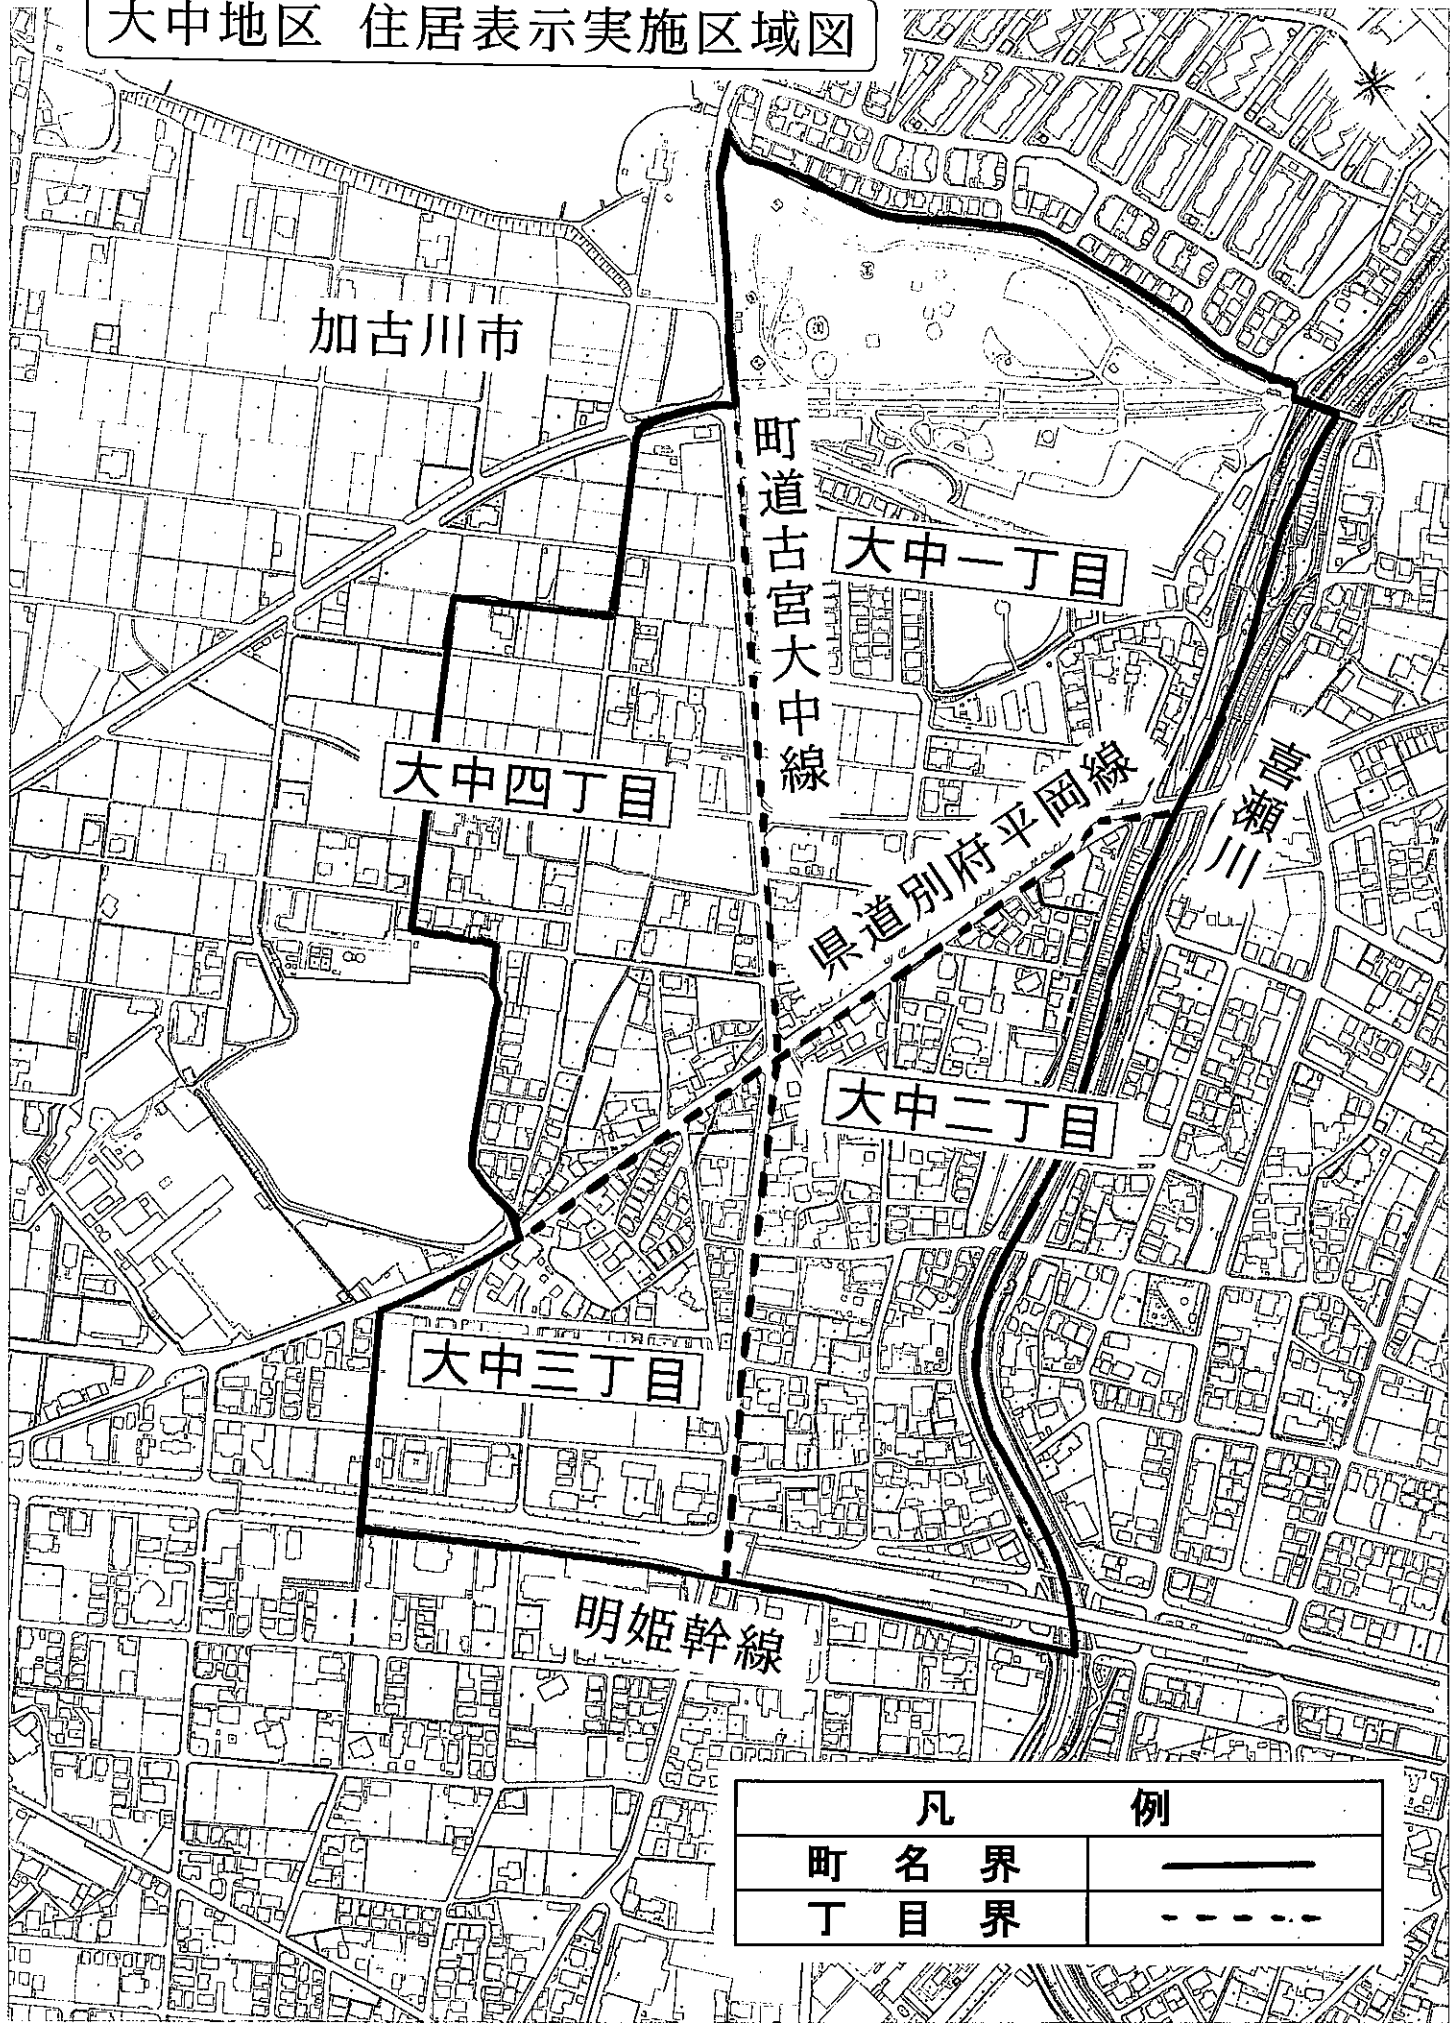 大中地区 住居表示実施区域図
加古川市
町道古宮大中線
大中一丁目
大中四丁目
県道別府平岡線
喜瀬川
大中二丁目
大中三丁目
明姫幹線
凡 例
町 名 界
丁 目 界